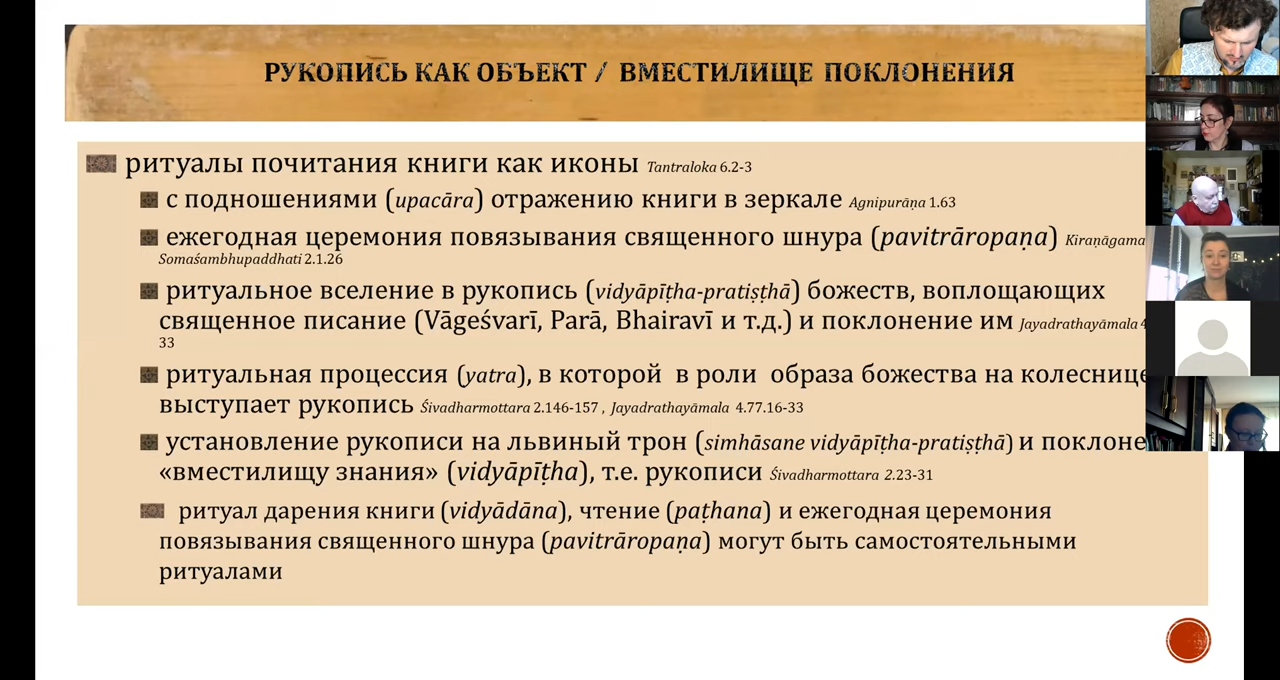 РУКОПИСЬ КАК ОБЪЕКТ / ВМЕСТИЛИЩЕ ПОКЛОНЕНИЯ
ритуалы почитания книги как иконы Tantraloka 6.2-3
с подношениями (upacāra) отражению книги в зеркале Agnipurāṇa 1.63
ежегодная церемония повязывания священного шнура (pavitrāropaṇa) Kiraṇāgama
Somaśambhupaddhati 2.1.26
ритуальное вселение в рукопись (vidyāpīṭha-pratiṣṭhā) божеств, воплощающих
священное писание (Vāgeśvarī, Parā, Bhairavī и т.д.) и поклонение им Jayadrathayāmala
33
ритуальная процессия (yatra), в которой в роли образа божества на колеснице
выступает рукопись Śivadharmottara 2.146-157 , Jayadrathayāmala 4.77.16-33
установление рукописи на львиный трон (simhāsane vidyāpīṭha-pratiṣṭhā) и поклоне
«вместилищу знания» (vidyāpīṭha), т.е. рукописи Śivadharmottara 2.23-31
ритуал дарения книги (vidyādāna), чтение (paṭhana) и ежегодная церемония
повязывания священного шнура (pavitrāropaṇa) могут быть самостоятельными
ритуалами